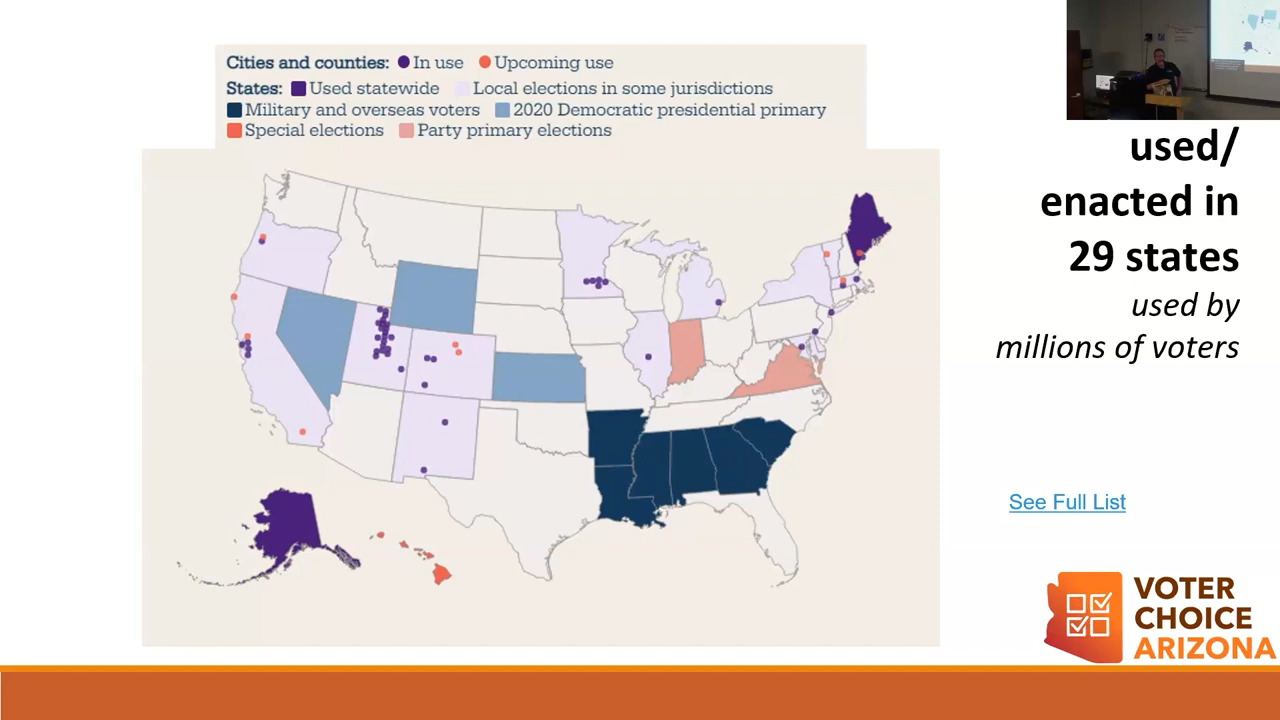 Cities and counties: In use Upcoming use
States: Used statewide Local elections in some jurisdictions
Military and overseas voters 2020 Democratic presidential primary
Special elections Party primary elections
used/
enacted in
29 states
used by
millions of voters
See Full List
VOTER
CHOICE
ARIZONA